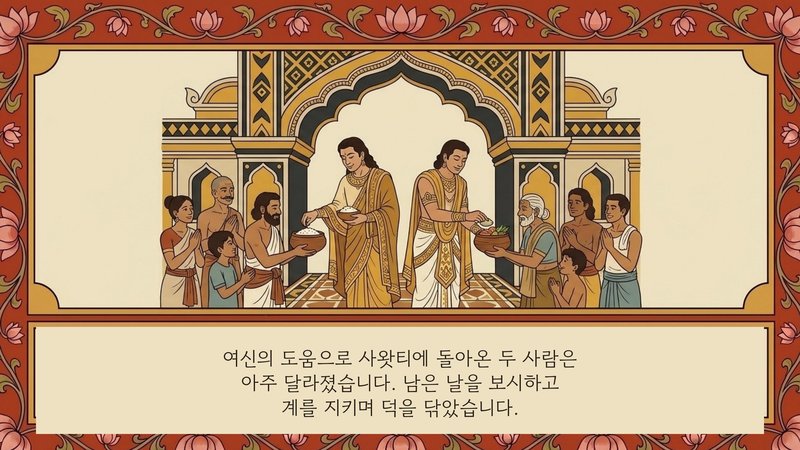 여신의 도움으로 사왓티에 돌아온 두 사람은
아주 달라졌습니다. 남은 날을 보시하고
계를 지키며 덕을 닦았습니다.